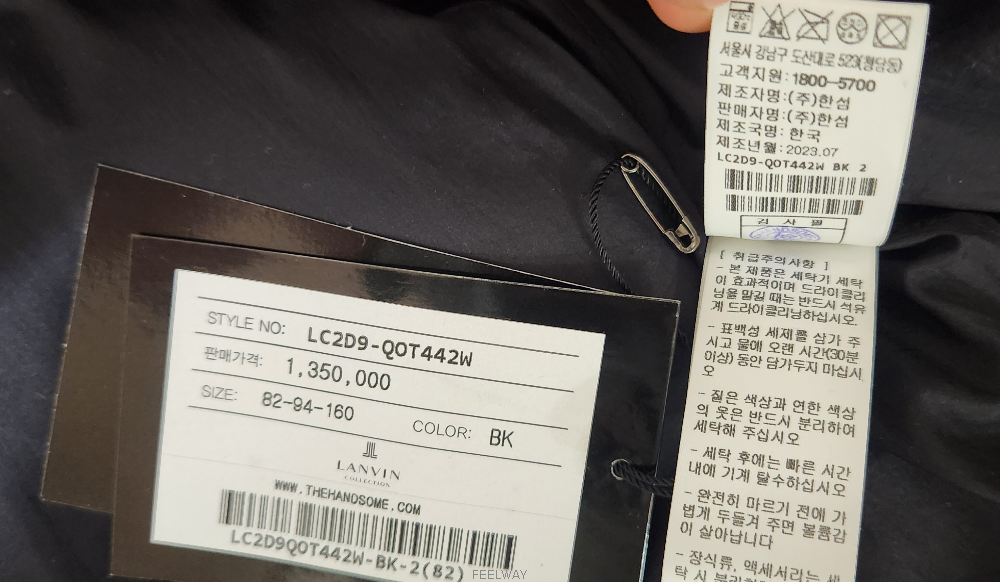 STYLE NO: LC2D9-QOT442W
판매가격: 1,350,000
SIZE: 82-94-160 COLOR: BK
LANVIN
COLLECTION
WWW.THEHANDSOME.COM
LC2D9QOT442W-BK-2(82)
FEELWAY
서울시 강남구 도산대로 523(청담동)
고객지원: 1800-5700
제조자명:(주)한섬
판매자명:(주)한섬
제조국명: 한국
제조년월: 2023.07
LC2D9-QOT442W BK 2
검 사 필
[ 취급주의사항 ]
- 본 제품은 세탁기 세탁
이 효과적이며 드라이클리
닝을 맡길 때는 반드시 석유
계 드라이클리닝하십시오.
- 표백성 세제를 삼가 주
시고 물에 오랜 시간(30분
이상) 동안 담가두지 마십시
오
- 짙은 색상과 연한 색상
의 옷은 반드시 분리하여
세탁해 주십시오
- 세탁 후에는 빠른 시간
내에 기계 탈수하십시오
- 완전히 마르기 전에 가
볍게 두들겨 주면 볼륨감
이 살아납니다
- 장식류, 액세서리는 세
탁 시 분리하